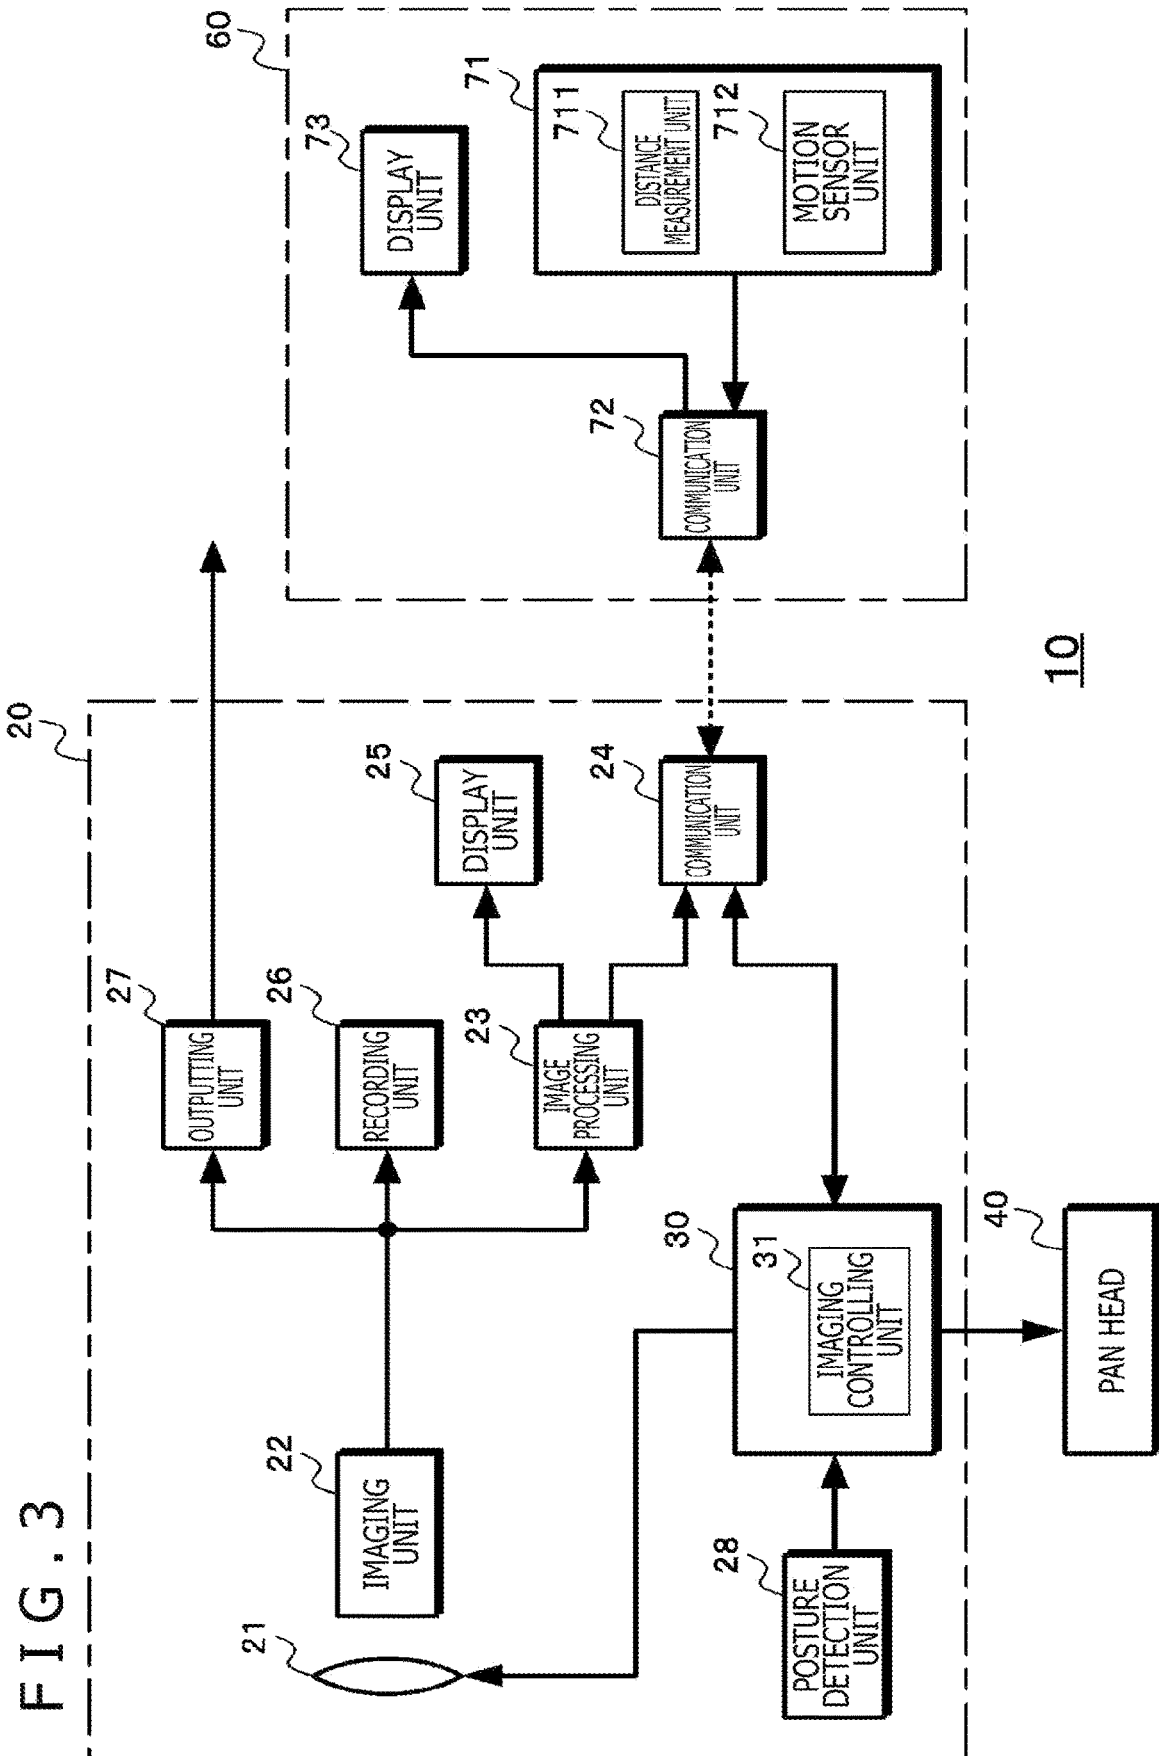 FIG.3
20
21
22
IMAGING
UNIT
27
OUTPUTTING
UNIT
26
RECORDING
UNIT
23
IMAGE
PROCESSING
UNIT
25
DISPLAY
UNIT
24
COMMUNICATION
UNIT
28
POSTURE
DETECTION
UNIT
30
31
IMAGING
CONTROLLING
UNIT
40
PAN HEAD
60
73
DISPLAY
UNIT
72
COMMUNICATION
UNIT
71
711
DISTANCE
MEASUREMENT UNIT
712
MOTION
SENSOR
UNIT
10